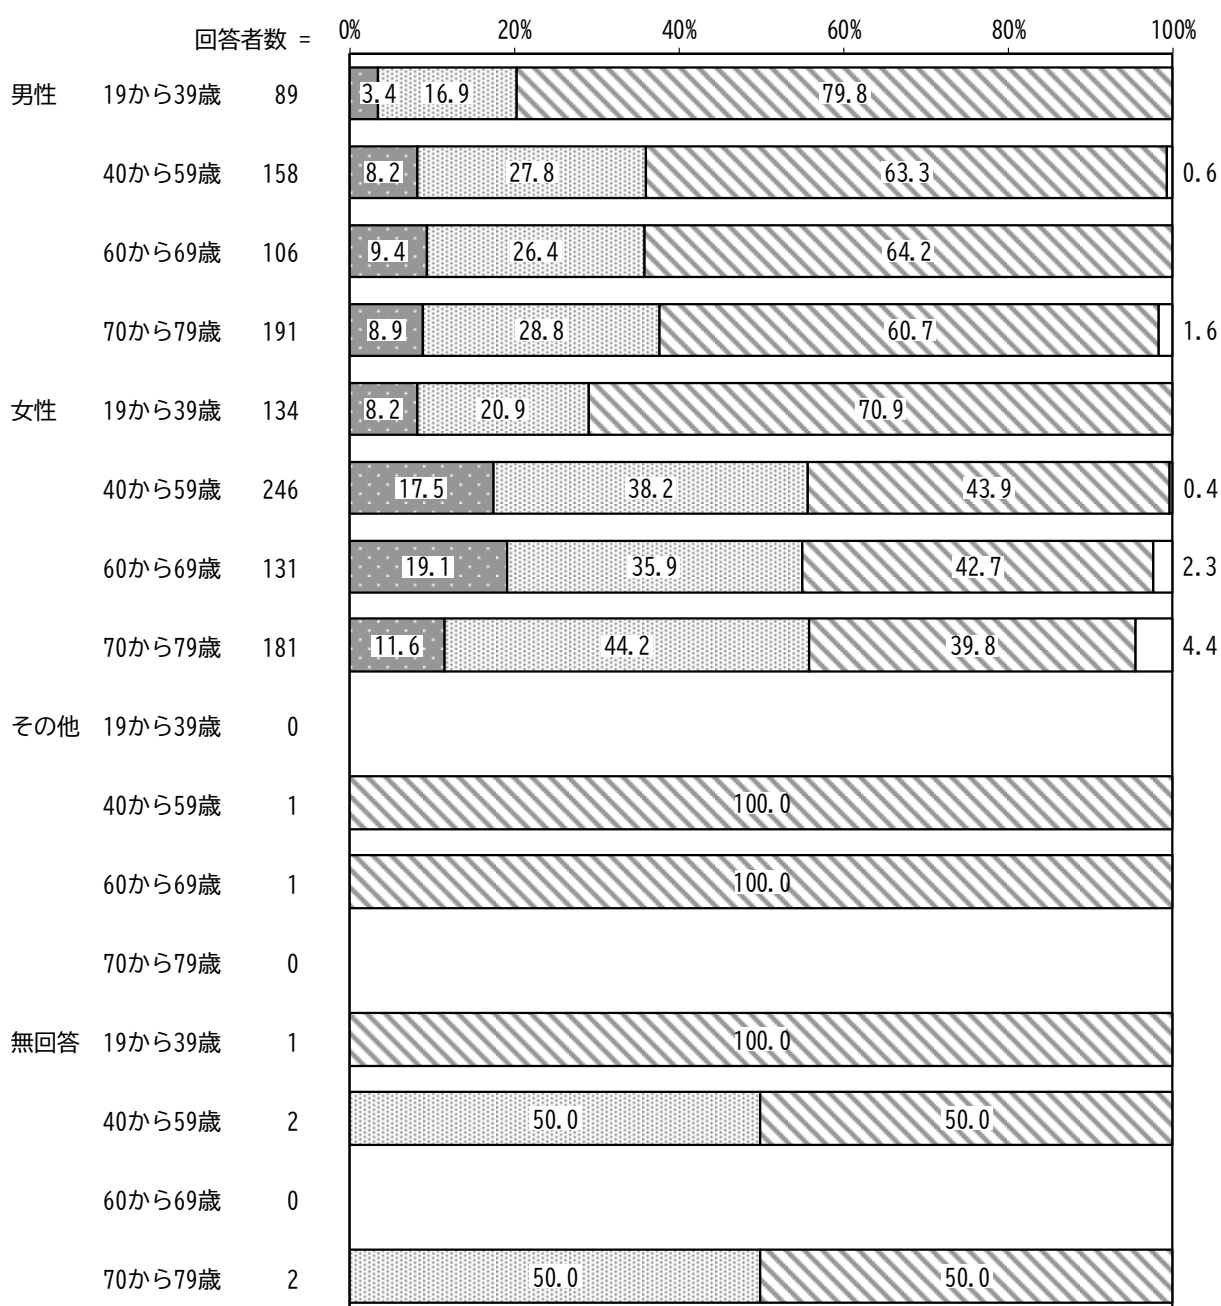 回答者数 = 0% 20% 40% 60% 80% 100%
男性 19から39歳 89 3.4 16.9 79.8
40から59歳 158 8.2 27.8 63.3 0.6
60から69歳 106 9.4 26.4 64.2
70から79歳 191 8.9 28.8 60.7 1.6
女性 19から39歳 134 8.2 20.9 70.9
40から59歳 246 17.5 38.2 43.9 0.4
60から69歳 131 19.1 35.9 42.7 2.3
70から79歳 181 11.6 44.2 39.8 4.4
その他 19から39歳 0
40から59歳 1 100.0
60から69歳 1 100.0
70から79歳 0
無回答 19から39歳 1 100.0
40から59歳 2 50.0 50.0
60から69歳 0
70から79歳 2 50.0 50.0